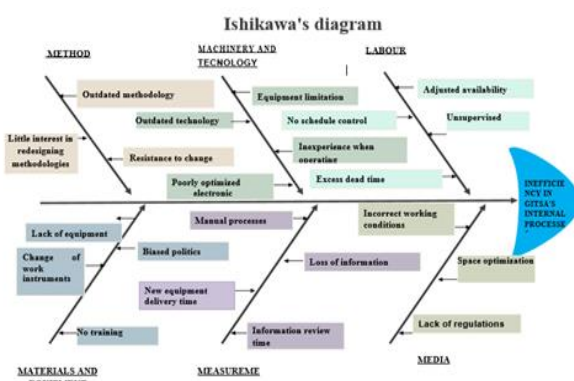 Ishikawa's diagram
METHOD
MACHINERY AND
TECNOLOGY
LABOUR
Outdated methodology
Little interest in
redesigning
methodologies
Resistance to change
Equipment limitation
Outdated technology
Inexperience when
operating
Poorly optimized
electronic
Adjusted availability
No schedule control
Unsupervised
Excess dead time
INEFFICIE
NCY IN
GITSA'S
INTERNAL
PROCESSE
Lack of equipment
Biased politics
Change of
work
instruments
No training
MATERIALS AND
Manual processes
Loss of information
New equipment
delivery time
Information review
time
MEASUREME
Incorrect working
conditions
Space optimization
Lack of regulations
MEDIA